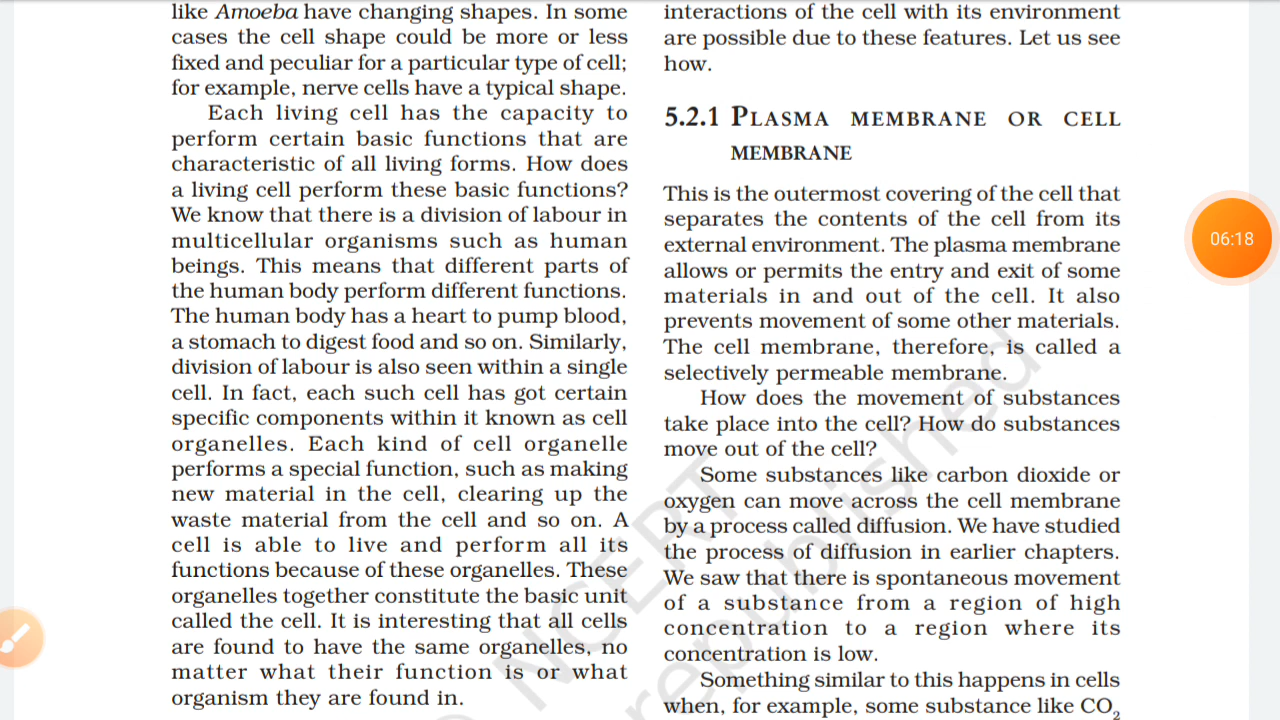 like Amoeba have changing shapes. In some
cases the cell shape could be more or less
fixed and peculiar for a particular type of cell;
for example, nerve cells have a typical shape.
Each living cell has the capacity to
perform certain basic functions that are
characteristic of all living forms. How does
a living cell perform these basic functions?
We know that there is a division of labour in
multicellular organisms such as human
beings. This means that different parts of
the human body perform different functions.
The human body has a heart to pump blood,
a stomach to digest food and so on. Similarly,
division of labour is also seen within a single
cell. In fact, each such cell has got certain
specific components within it known as cell
organelles. Each kind of cell organelle
performs a special function, such as making
new material in the cell, clearing up the
waste material from the cell and so on. A
cell is able to live and perform all its
functions because of these organelles. These
organelles together constitute the basic unit
called the cell. It is interesting that all cells
are found to have the same organelles, no
matter what their function is or what
organism they are found in.
interactions of the cell with its environment
are possible due to these features. Let us see
how.
5.2.1 PLASMA MEMBRANE OR CELL
MEMBRANE
This is the outermost covering of the cell that
separates the contents of the cell from its
external environment. The plasma membrane
allows or permits the entry and exit of some
materials in and out of the cell. It also
prevents movement of some other materials.
The cell membrane, therefore, is called a
selectively permeable membrane.
How does the movement of substances
take place into the cell? How do substances
move out of the cell?
Some substances like carbon dioxide or
oxygen can move across the cell membrane
by a process called diffusion. We have studied
the process of diffusion in earlier chapters.
We saw that there is spontaneous movement
of a substance from a region of high
concentration to a region where its
concentration is low.
Something similar to this happens in cells
when, for example, some substance like CO₂
NCERT
republished
06:18